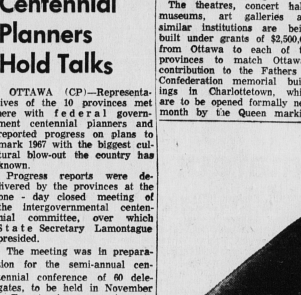 Centennial
Planners
Hold Talks
OTTAWA (CP)—Representa-
ives of the 10 provinces met
here with federal govern-
ment centennial planners and
reported progress on plans to
mark 1967 with the biggest cul-
tural blow-out the country has
known.
Progress reports were de-
livered by the provinces at the
one - day closed meeting of
the intergovernmental centen-
nial committee, over which
State Secretary Lamontague
presided.
The meeting was in prepara-
ion for the semi-annual cen-
tennial conference of 60 dele-
gates, to be held in November
The theatres, concert hal
museums, art galleries a
similar institutions are bei
built under grants of $2,500,0
from Ottawa to each of t
provinces to match Ottawa
contribution to the Fathers
Confederation memorial buil
ings in Charlottetown, whi
are to be opened formally ne
month by the Queen marki